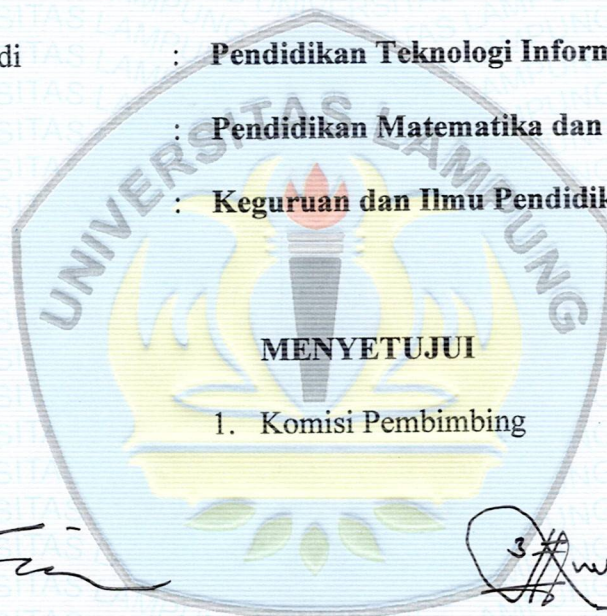 di : Pendidikan Teknologi Inform
: Pendidikan Matematika dan
: Keguruan dan Ilmu Pendidik
UNIVERSITAS LAMPUNG
MENYETUJUI
1. Komisi Pembimbing